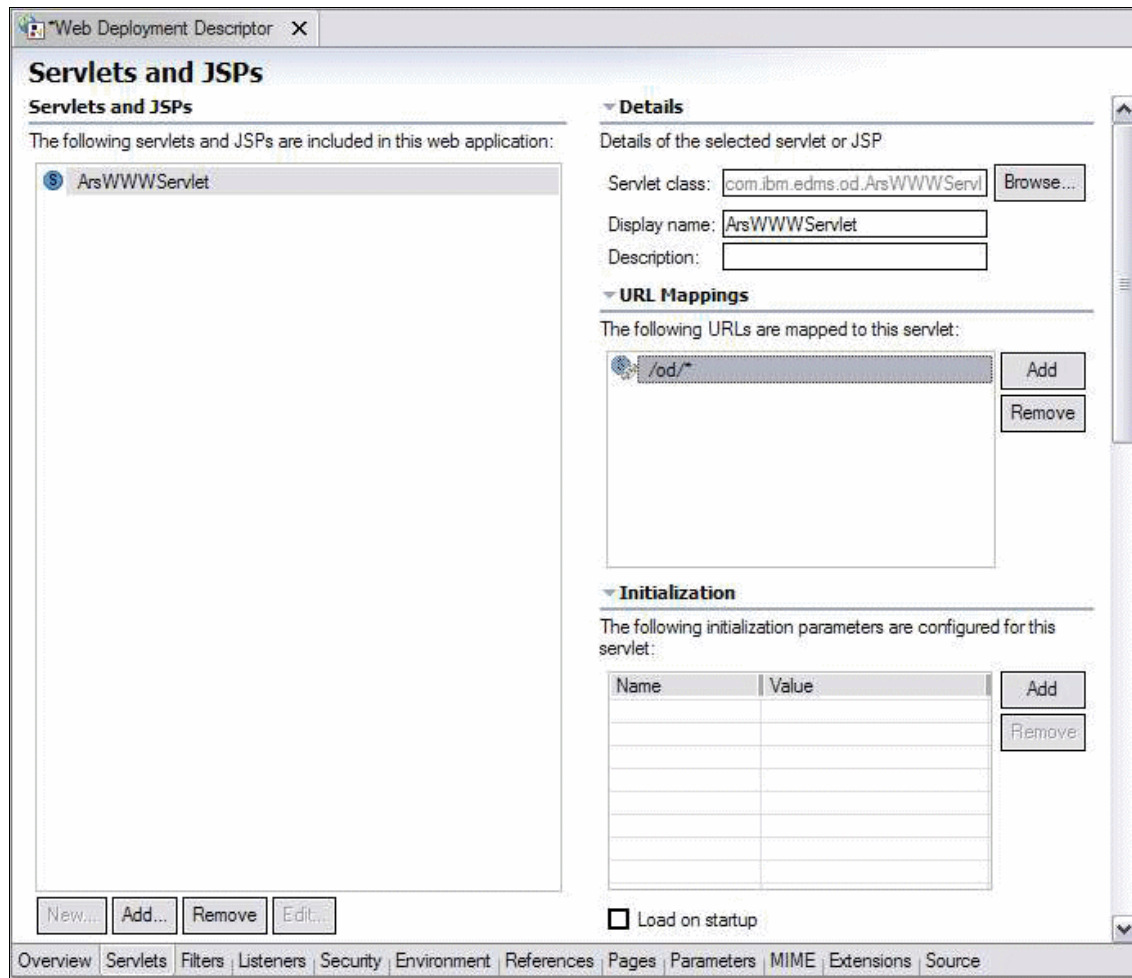 *Web Deployment Descriptor
Servlets and JSPs
Servlets and JSPs
The following servlets and JSPs are included in this web application:
ArsWWWServlet
New...
Add...
Remove
Edit...
Details
Details of the selected servlet or JSP
Servlet class: com.ibm.edms.od.ArsWWWServl Browse...
Display name: ArsWWWServlet
Description:
URL Mappings
The following URLs are mapped to this servlet:
/od/*
Add
Remove
Initialization
The following initialization parameters are configured for this
servlet:
Name Value
Add
Remove
Load on startup
Overview Servlets Filters Listeners Security Environment References Pages Parameters MIME Extensions Source